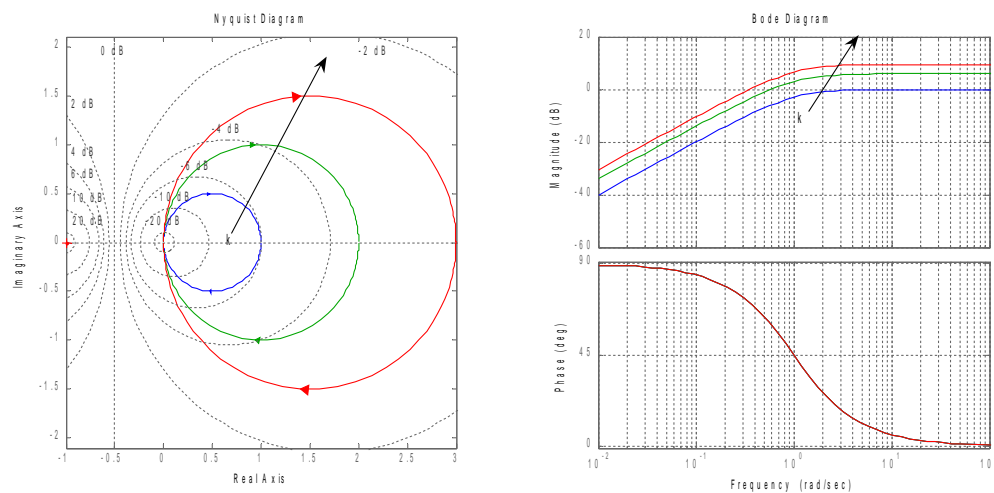 Nyquist Diagram
0 dB
-2 dB
2 dB
-4 dB
4 dB
-6 dB
6 dB
-10 dB
10 dB
-20 dB
20 dB
k
2
1.5
1
0.5
0
-0.5
-1
-1.5
-2
-1 -0.5 0 0.5 1 1.5 2 2.5 3
Imaginary Axis
Real Axis
Bode Diagram
20
0
-20
-40
-60
Magnitude (dB)
k
90
45
0
Phase (deg)
10^-2 10^-1 10^0 10^1
Frequency (rad/sec)